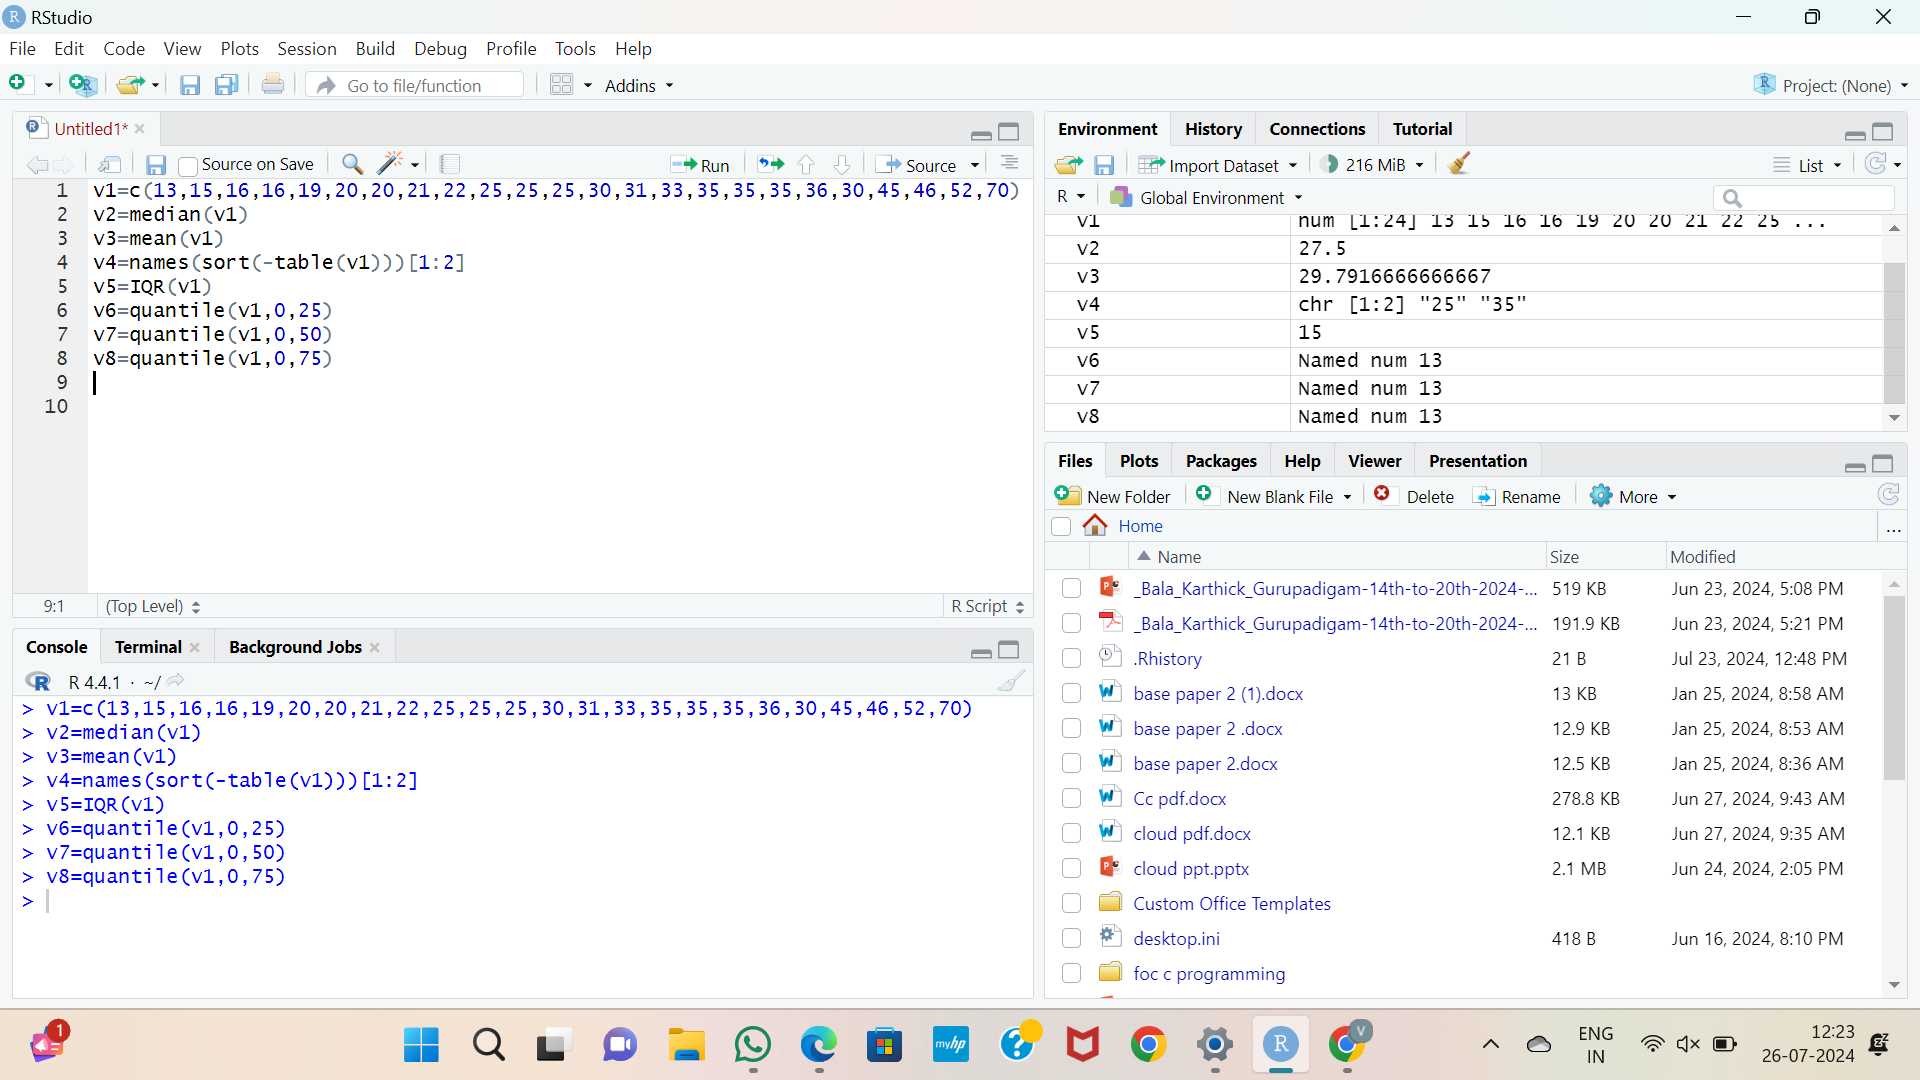 RStudio
File Edit Code View Plots Session Build Debug Profile Tools Help
Go to file/function Addins Project: (None)
Untitled1*
Source on Save Run Source
1 v1=c(13,15,16,16,19,20,20,21,22,25,25,25,30,31,33,35,35,35,36,30,45,46,52,70)
2 v2=median(v1)
3 v3=mean(v1)
4 v4=names(sort(-table(v1)))[1:2]
5 v5=IQR(v1)
6 v6=quantile(v1,0,25)
7 v7=quantile(v1,0,50)
8 v8=quantile(v1,0,75)
9
10
9:1 (Top Level) R Script
Console Terminal Background Jobs
R 4.4.1 · ~/
> v1=c(13,15,16,16,19,20,20,21,22,25,25,25,30,31,33,35,35,35,36,30,45,46,52,70)
> v2=median(v1)
> v3=mean(v1)
> v4=names(sort(-table(v1)))[1:2]
> v5=IQR(v1)
> v6=quantile(v1,0,25)
> v7=quantile(v1,0,50)
> v8=quantile(v1,0,75)
>
Environment History Connections Tutorial
Import Dataset 216 MiB List
R Global Environment
v1 num [1:24] 13 15 16 16 19 20 20 21 22 25 ...
v2 27.5
v3 29.7916666666667
v4 chr [1:2] "25" "35"
v5 15
v6 Named num 13
v7 Named num 13
v8 Named num 13
Files Plots Packages Help Viewer Presentation
New Folder New Blank File Delete Rename More
Home ...
Name Size Modified
_Bala_Karthick_Gurupadigam-14th-to-20th-2024-... 519 KB Jun 23, 2024, 5:08 PM
_Bala_Karthick_Gurupadigam-14th-to-20th-2024-... 191.9 KB Jun 23, 2024, 5:21 PM
.Rhistory 21 B Jul 23, 2024, 12:48 PM
base paper 2 (1).docx 13 KB Jan 25, 2024, 8:58 AM
base paper 2 .docx 12.9 KB Jan 25, 2024, 8:53 AM
base paper 2.docx 12.5 KB Jan 25, 2024, 8:36 AM
Cc pdf.docx 278.8 KB Jun 27, 2024, 9:43 AM
cloud pdf.docx 12.1 KB Jun 27, 2024, 9:35 AM
cloud ppt.pptx 2.1 MB Jun 24, 2024, 2:05 PM
Custom Office Templates
desktop.ini 418 B Jun 16, 2024, 8:10 PM
foc c programming
1 myhp V ENG 12:23
IN 26-07-2024